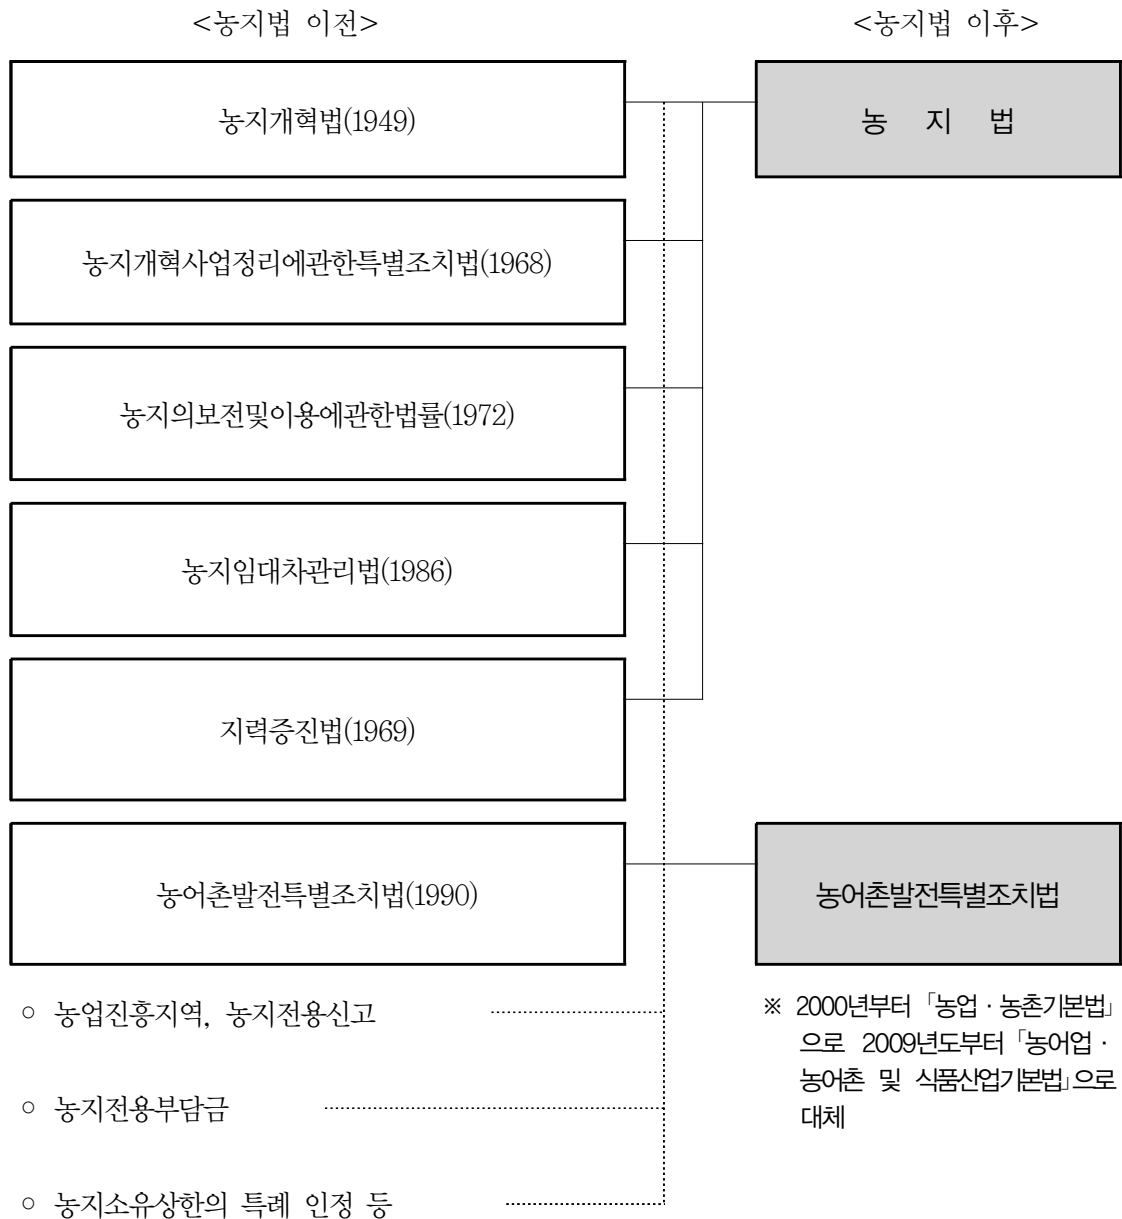 <농지법 이전>
<농지법 이후>
농지개혁법(1949)
농 지 법
농지개혁사업정리에관한특별조치법(1968)
농지의보전및이용에관한법률(1972)
농지임대차관리법(1986)
지력증진법(1969)
농어촌발전특별조치법(1990)
농어촌발전특별조치법
○ 농업진흥지역, 농지전용신고
○ 농지전용부담금
○ 농지소유상한의 특례 인정 등
※ 2000년부터 「농업ㆍ농촌기본법」
으로 2009년도부터 「농어업ㆍ
농어촌 및 식품산업기본법」으로
대체